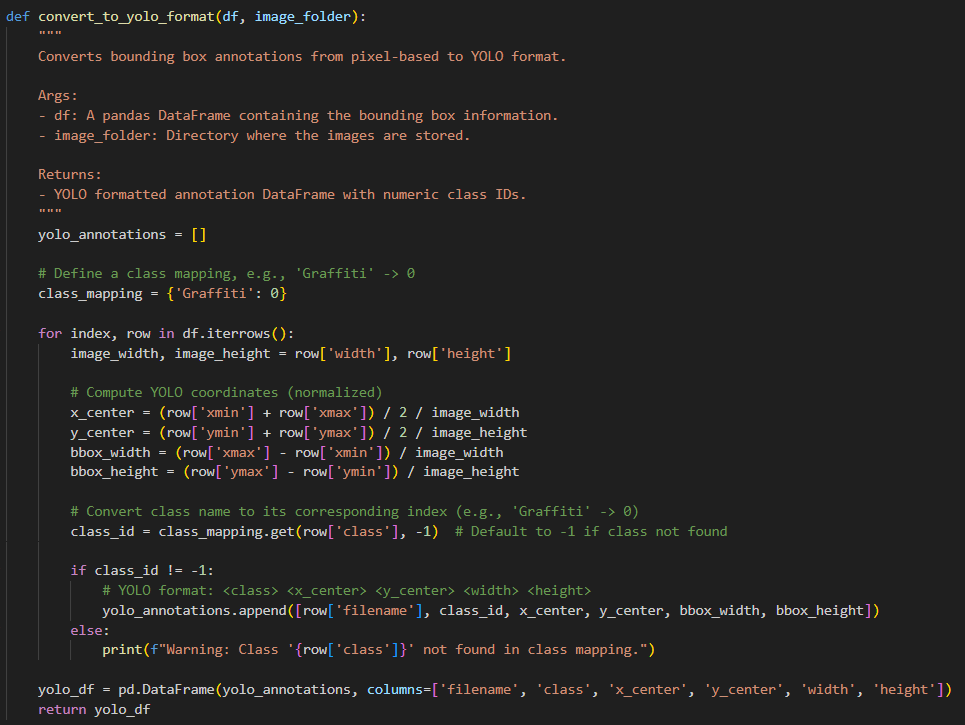 def convert_to_yolo_format(df, image_folder):
    """
    Converts bounding box annotations from pixel-based to YOLO format.

    Args:
    - df: A pandas DataFrame containing the bounding box information.
    - image_folder: Directory where the images are stored.

    Returns:
    - YOLO formatted annotation DataFrame with numeric class IDs.
    """
    yolo_annotations = []

    # Define a class mapping, e.g., 'Graffiti' -> 0
    class_mapping = {'Graffiti': 0}

    for index, row in df.iterrows():
        image_width, image_height = row['width'], row['height']

        # Compute YOLO coordinates (normalized)
        x_center = (row['xmin'] + row['xmax']) / 2 / image_width
        y_center = (row['ymin'] + row['ymax']) / 2 / image_height
        bbox_width = (row['xmax'] - row['xmin']) / image_width
        bbox_height = (row['ymax'] - row['ymin']) / image_height

        # Convert class name to its corresponding index (e.g., 'Graffiti' -> 0)
        class_id = class_mapping.get(row['class'], -1)  # Default to -1 if class not found

        if class_id != -1:
            # YOLO format: <class> <x_center> <y_center> <width> <height>
            yolo_annotations.append([row['filename'], class_id, x_center, y_center, bbox_width, bbox_height])
        else:
            print(f"Warning: Class '{row['class']}' not found in class mapping.")

    yolo_df = pd.DataFrame(yolo_annotations, columns=['filename', 'class', 'x_center', 'y_center', 'width', 'height'])
    return yolo_df